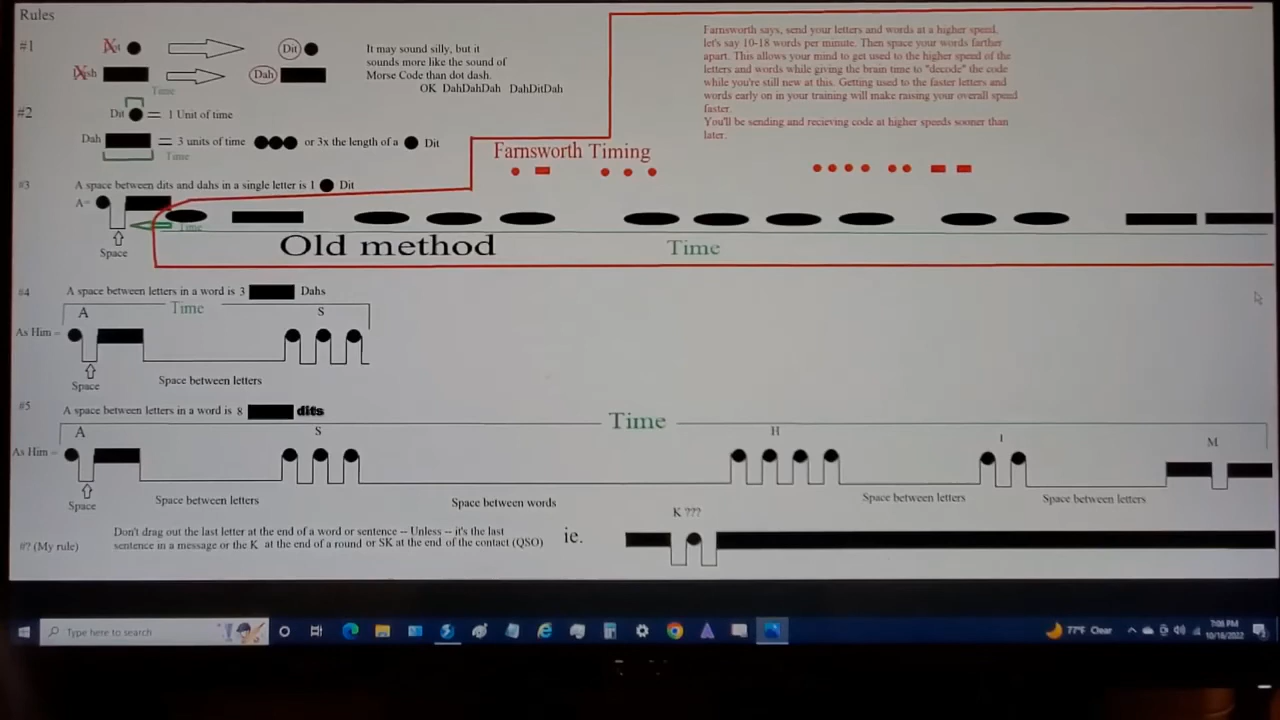 Rules
#1
Dit
It may sound silly, but it
sounds more like the sound of
Morse Code than dot dash.
Dah
Time
OK DahDahDah DahDitDah
#2
Dit = 1 Unit of time
Dah = 3 units of time or 3x the length of a Dit
Time
Farnsworth says, send your letters and words at a higher spend,
let's say 10-18 words per minute. Then space your words farther
apart. This allows your mind to get used to the higher speed of the
letters and words while giving the brain time to "decode" the code
while you're still new at this. Getting used to the faster letters and
words early on in your training will make raising your overall speed
faster.
You'll be sending and recieving code at higher speeds sooner than
later.
Farnsworth Timing
#3 A space between dits and dahs in a single letter is 1 Dit
A=
Time
Space
Old method
Time
#4 A space between letters in a word is 3 Dahs
Time
A S
As Him =
Space
Space between letters
#5 A space between letters in a word is 8 dits
Time
A S H I M
As Him =
Space
Space between letters
Space between words
Space between letters
Space between letters
K ???
#? (My rule)
Don't drag out the last letter at the end of a word or sentence -- Unless -- it's the last
sentence in a message or the K at the end of a round or SK at the end of the contact (QSO)
ie.
Type here to search
77°F Clear
7:06 PM
10/18/2022